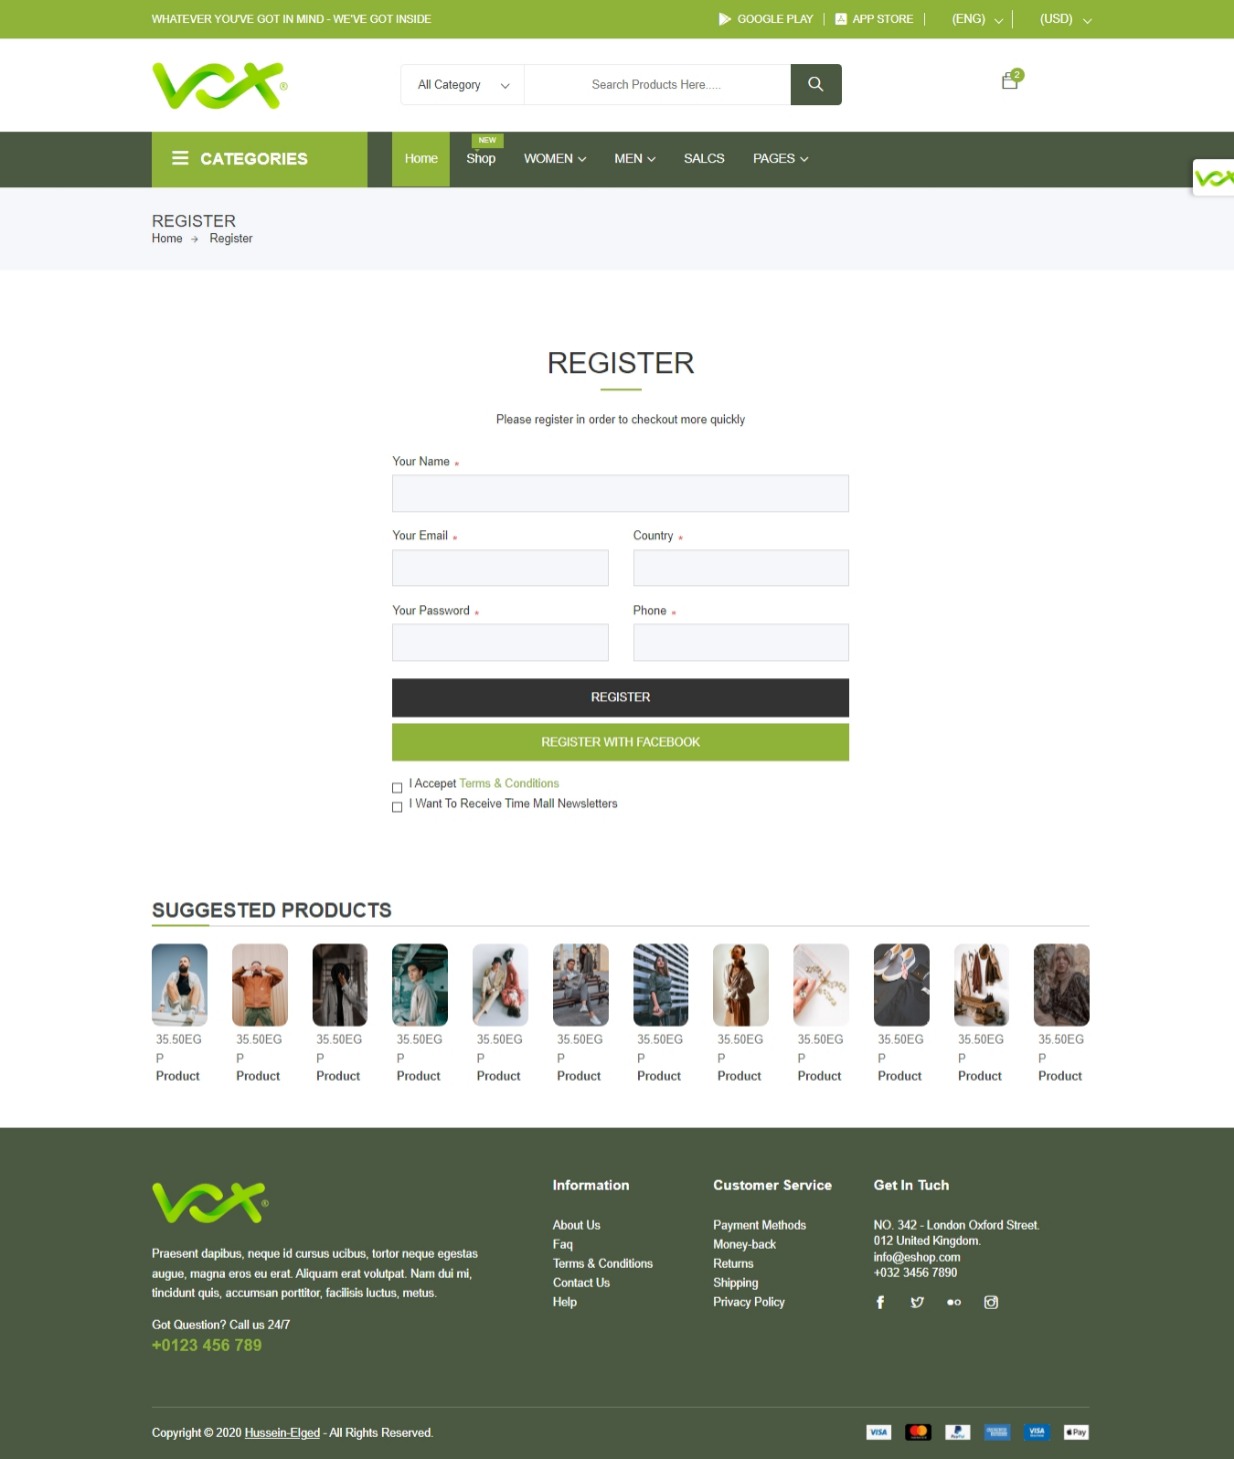 WHATEVER YOU'VE GOT IN MIND - WE'VE GOT INSIDE
GOOGLE PLAY
APP STORE
(ENG)
(USD)
VOX®
All Category
Search Products Here.....
2
CATEGORIES
Home
NEW
Shop
WOMEN
MEN
SALCS
PAGES
VOX
REGISTER
Home → Register
REGISTER
Please register in order to checkout more quickly
Your Name *
Your Email *
Country *
Your Password *
Phone *
REGISTER
REGISTER WITH FACEBOOK
I Accepet Terms & Conditions
I Want To Receive Time Mall Newsletters
SUGGESTED PRODUCTS
35.50EG
P
Product
35.50EG
P
Product
35.50EG
P
Product
35.50EG
P
Product
35.50EG
P
Product
35.50EG
P
Product
35.50EG
P
Product
35.50EG
P
Product
35.50EG
P
Product
35.50EG
P
Product
35.50EG
P
Product
35.50EG
P
Product
VOX®
Praesent dapibus, neque id cursus ucibus, tortor neque egestas
augue, magna eros eu erat. Aliquam erat volutpat. Nam dui mi,
tincidunt quis, accumsan porttitor, facilisis luctus, metus.
Got Question? Call us 24/7
+0123 456 789
Information
About Us
Faq
Terms & Conditions
Contact Us
Help
Customer Service
Payment Methods
Money-back
Returns
Shipping
Privacy Policy
Get In Tuch
NO. 342 - London Oxford Street.
012 United Kingdom.
info@eshop.com
+032 3456 7890
Copyright © 2020 Hussein-Elged - All Rights Reserved.
VISA
PayPal
VISA
Pay